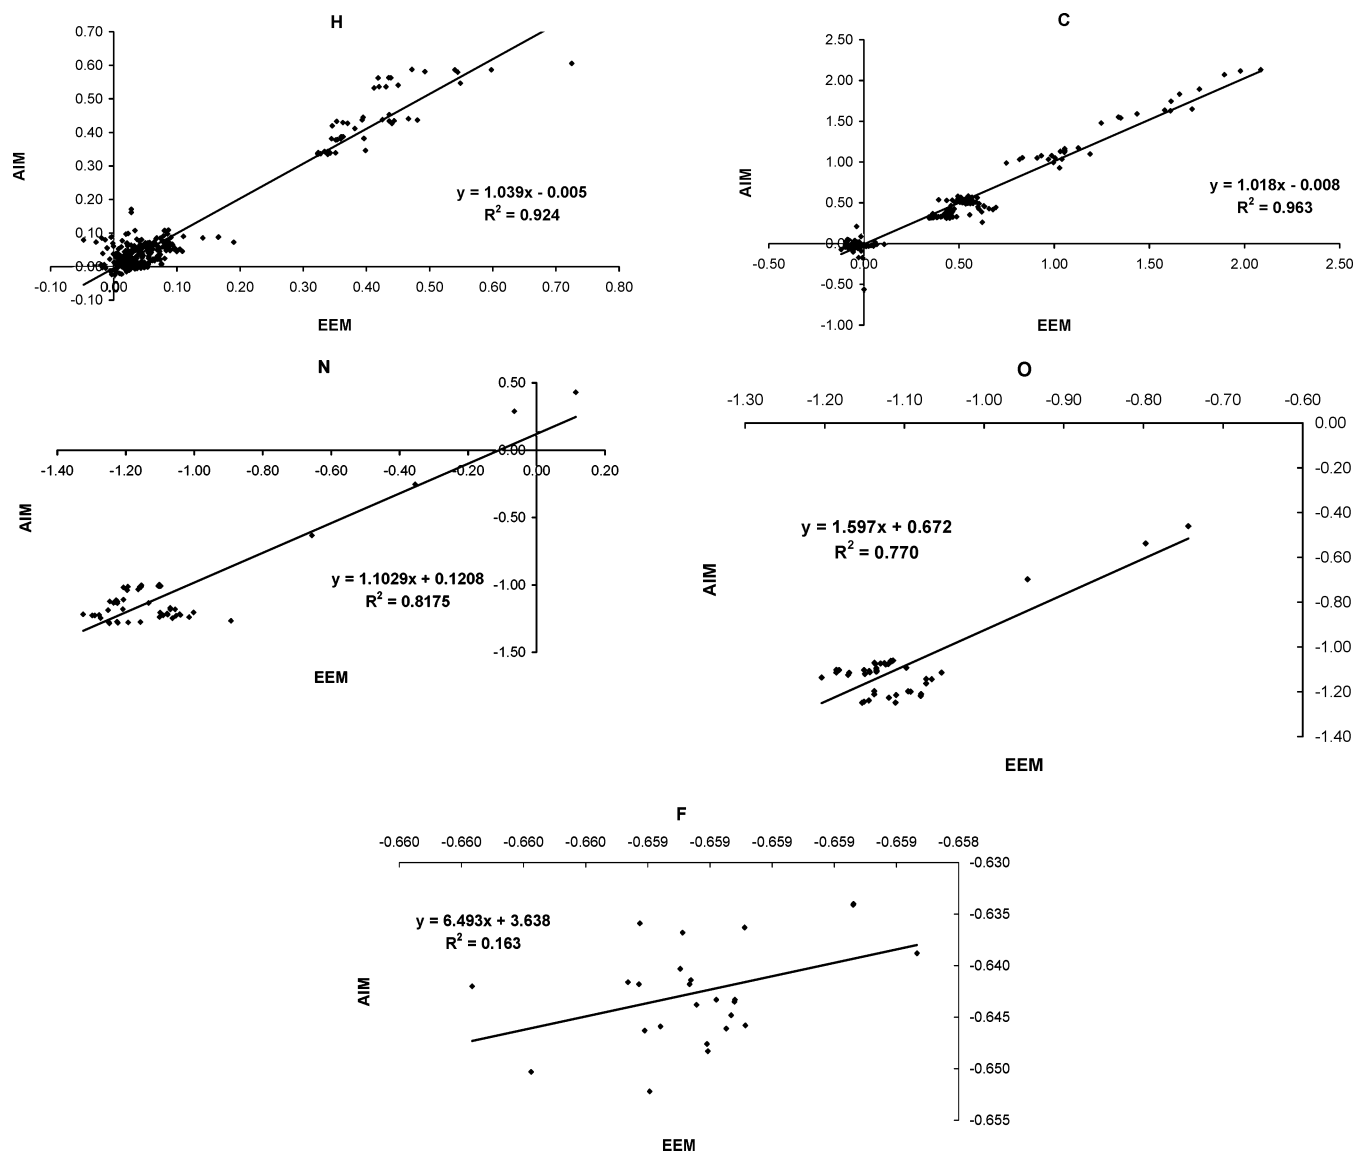 H
0.70
0.60
0.50
0.40
0.30
0.20
0.10
0.00
-0.10
-0.10 0.00 0.10 0.20 0.30 0.40 0.50 0.60 0.70 0.80
AIM
EEM
y = 1.039x - 0.005
R² = 0.924
C
2.50
2.00
1.50
1.00
0.50
0.00
-0.50
-1.00
-0.50 0.00 0.50 1.00 1.50 2.00 2.50
AIM
EEM
y = 1.018x - 0.008
R² = 0.963
N
0.50
0.00
-0.50
-1.00
-1.50
-1.40 -1.20 -1.00 -0.80 -0.60 -0.40 -0.20 0.00 0.20
AIM
EEM
y = 1.1029x + 0.1208
R² = 0.8175
O
-1.30 -1.20 -1.10 -1.00 -0.90 -0.80 -0.70 -0.60
0.00
-0.20
-0.40
-0.60
-0.80
-1.00
-1.20
-1.40
AIM
EEM
y = 1.597x + 0.672
R² = 0.770
F
-0.660 -0.660 -0.660 -0.660 -0.659 -0.659 -0.659 -0.659 -0.659 -0.658
-0.630
-0.635
-0.640
-0.645
-0.650
-0.655
AIM
EEM
y = 6.493x + 3.638
R² = 0.163